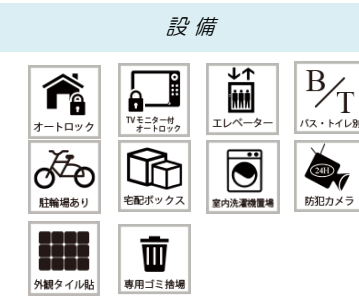 設備
オートロック
TVモニター付
オートロック
エレベーター
B/T
バス・トイレ別
駐輪場あり
宅配ボックス
室内洗濯機置場
24H
防犯カメラ
外観タイル貼
専用ゴミ捨場